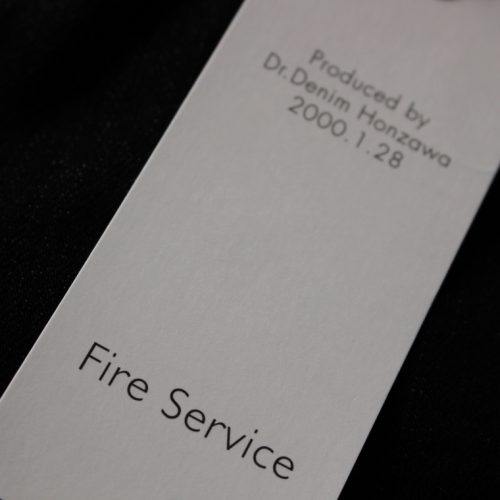 Produced by
Dr.Denim Honzawa
2000.1.28
Fire Service